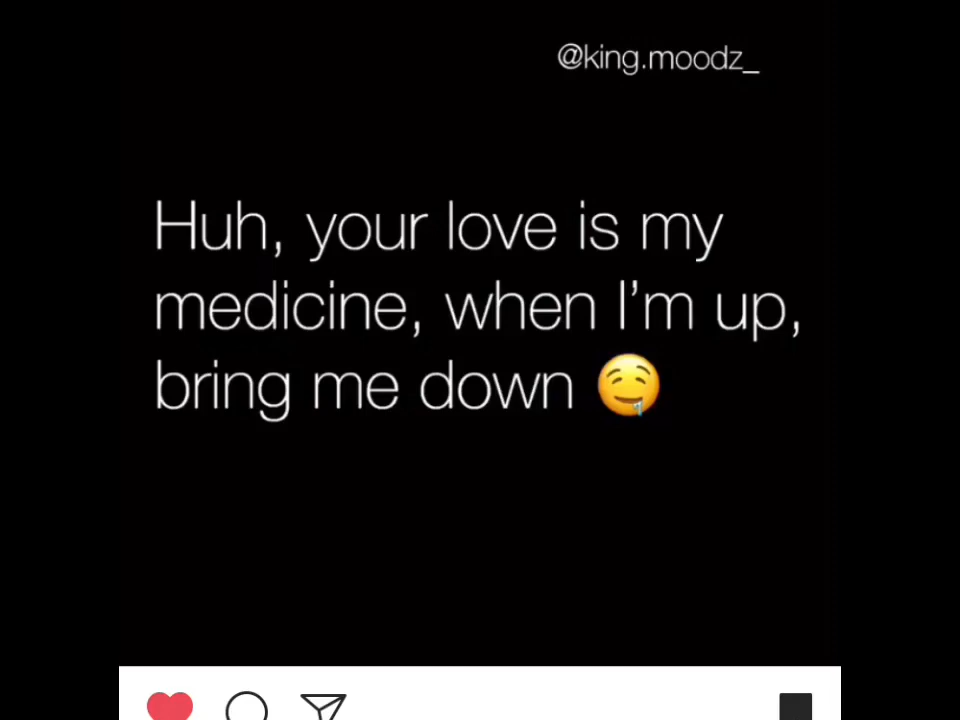 @king.moodz_
Huh, your love is my
medicine, when I’m up,
bring me down 🤤